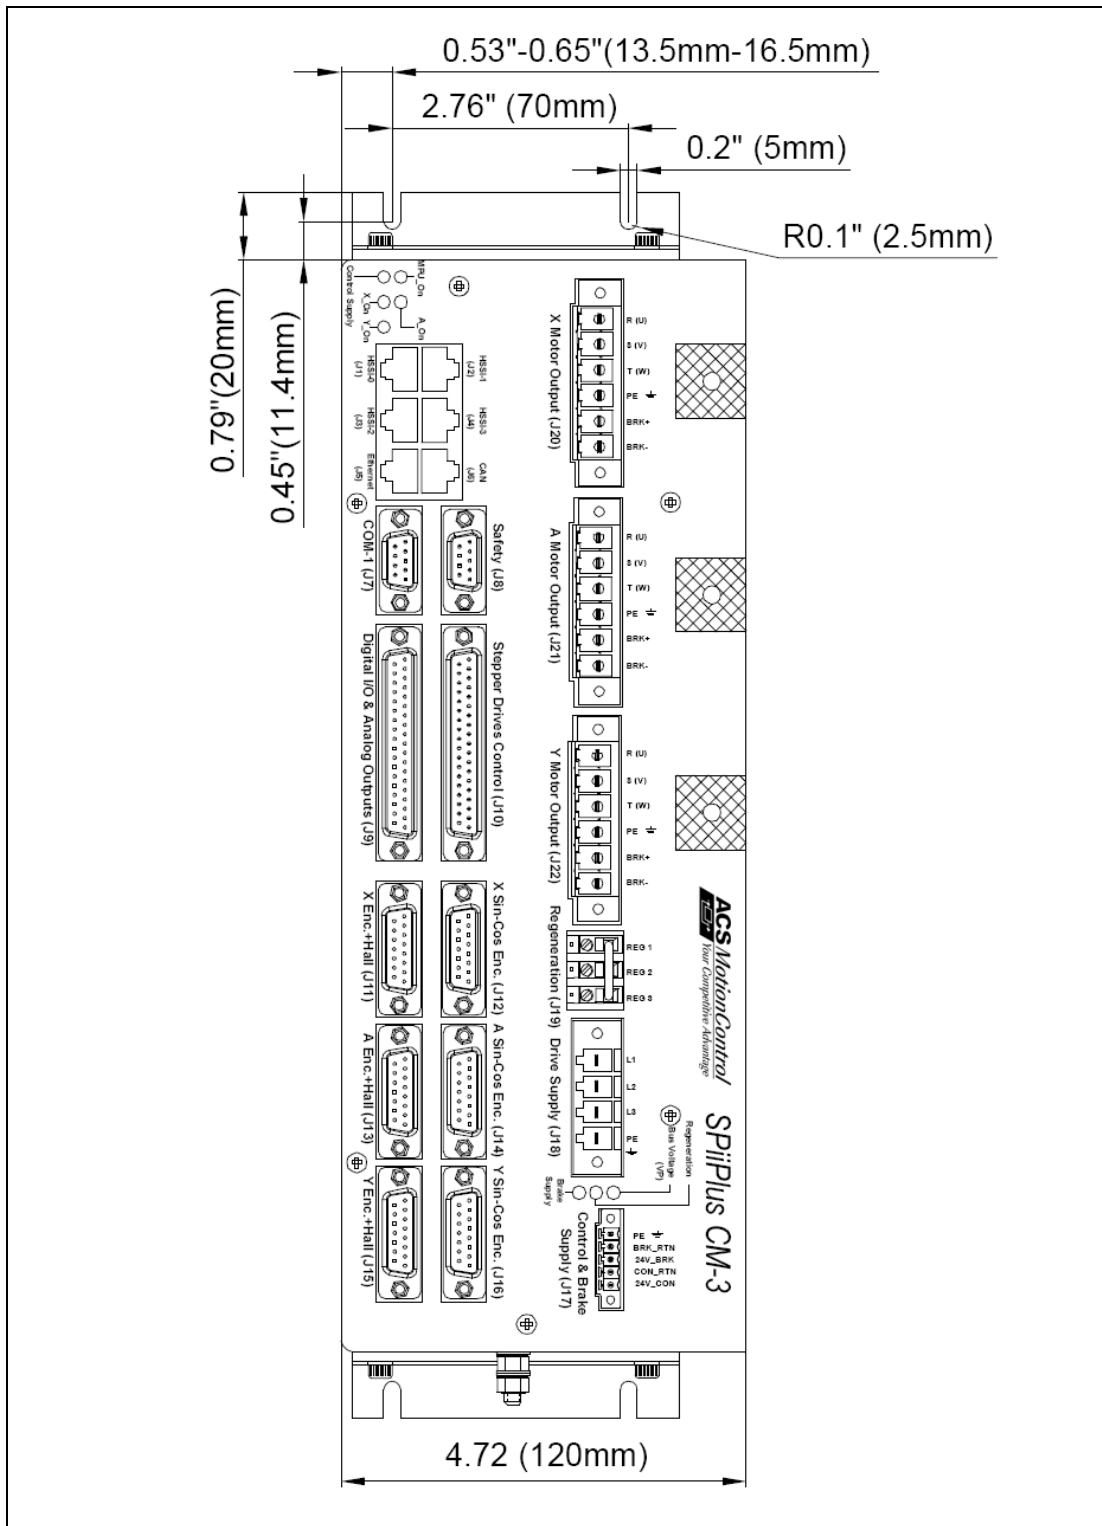 0.53"-0.65"(13.5mm-16.5mm)
2.76" (70mm)
0.2" (5mm)
R0.1" (2.5mm)
0.79"(20mm)
0.45"(11.4mm)
Control Supply
MPU_On
X_On
Y_On
A_On
HSSI-0
(J1)
HSSI-1
(J2)
HSSI-2
(J3)
HSSI-3
(J4)
Ethernet
(J5)
CAN
(J6)
COM-1 (J7)
Safety (J8)
Digital I/O & Analog Outputs (J9)
Stepper Drives Control (J10)
X Enc.+Hall (J11)
X Sin-Cos Enc. (J12)
A Enc.+Hall (J13)
A Sin-Cos Enc. (J14)
Y Enc.+Hall (J15)
Y Sin-Cos Enc. (J16)
X Motor Output (J20)
R (U)
S (V)
T (W)
PE
BRK+
BRK-
A Motor Output (J21)
R (U)
S (V)
T (W)
PE
BRK+
BRK-
Y Motor Output (J22)
R (U)
S (V)
T (W)
PE
BRK+
BRK-
Regeneration (J19)
REG 1
REG 2
REG 3
Drive Supply (J18)
L1
L2
L3
PE
Brake
Supply
Bus Voltage
(VP)
Regeneration
Control & Brake
Supply (J17)
PE
BRK_RTN
24V_BRK
CON_RTN
24V_CON
ACS MotionControl
Your Competitive Advantage
SPiiPlus CM-3
4.72 (120mm)